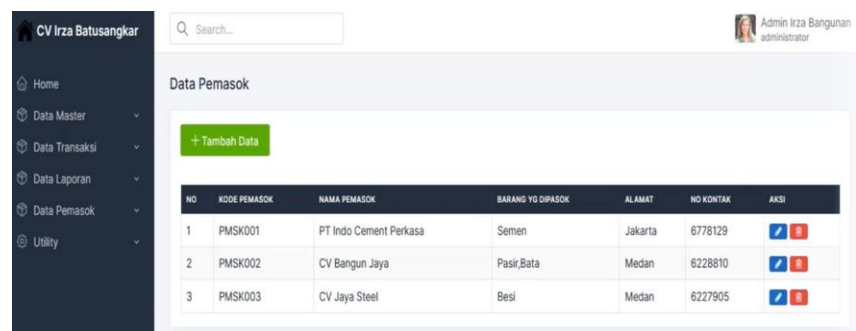 CV Irza Batusangkar
Search...
Admin Irza Bangunan
administrator
Home
Data Master
Data Transaksi
Data Laporan
Data Pemasok
Utility
Data Pemasok
+ Tambah Data
NO KODE PEMASOK NAMA PEMASOK BARANG YG DIPASOK ALAMAT NO KONTAK AKSI
1 PMSK001 PT Indo Cement Perkasa Semen Jakarta 6778129
2 PMSK002 CV Bangun Jaya Pasir,Bata Medan 6228810
3 PMSK003 CV Jaya Steel Besi Medan 6227905